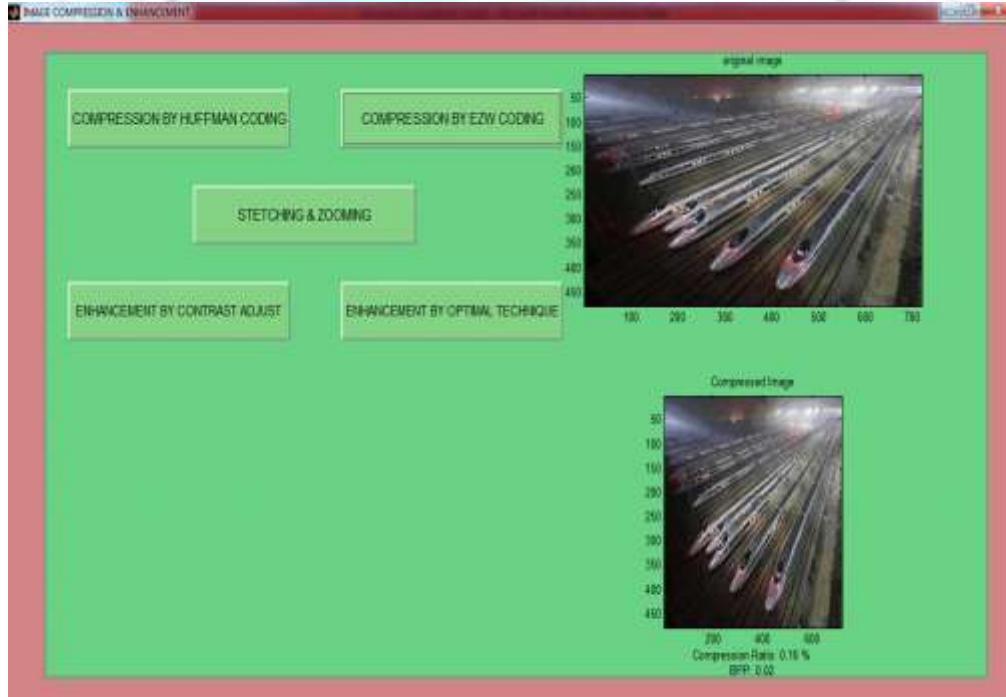 IMAGE COMPRESSION & ENHANCEMENT
COMPRESSION BY HUFFMAN CODING
COMPRESSION BY EZW CODING
STETCHING & ZOOMING
ENHANCEMENT BY CONTRAST ADJUST
ENHANCEMENT BY OPTIMAL TECHNIQUE
original image
50
100
150
200
250
300
350
400
450
100 200 300 400 500 600 700
Compressed Image
50
100
150
200
250
300
350
400
450
200 400 600
Compression Ratio 0.10 %
BPP 0.02